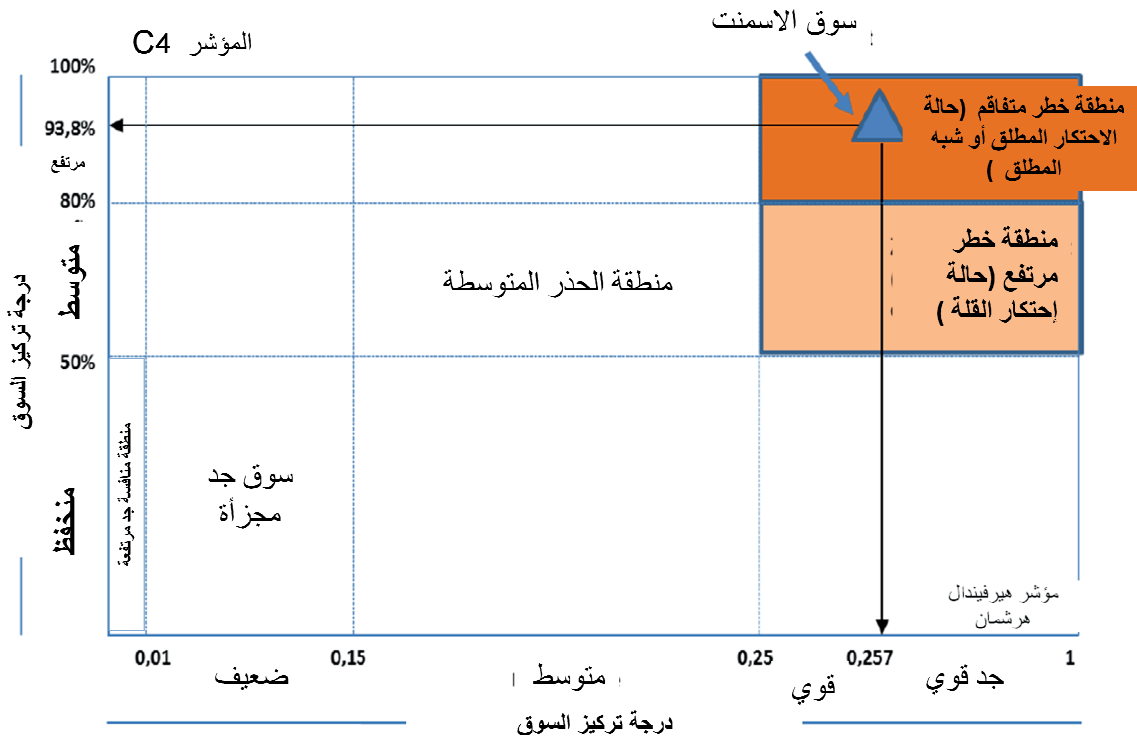 سوق الاسمنت
المؤشر C4
100%
93,8%
مرتفع
80%
متوسط
50%
منخفظ
درجة تركيز السوق
منطقة خطر متفاقم (حالة
الاحتكار المطلق أو شبه
المطلق )
منطقة خطر
مرتفع (حالة
إحتكار القلة )
منطقة الحذر المتوسطة
سوق جد
مجزأة
منطقة منافسة جد مرتفعة
مؤشر هيرفيندال
هرشمان
0,01
0,15
0,25
0,257
1
ضعيف
متوسط
قوي
جد قوي
درجة تركيز السوق